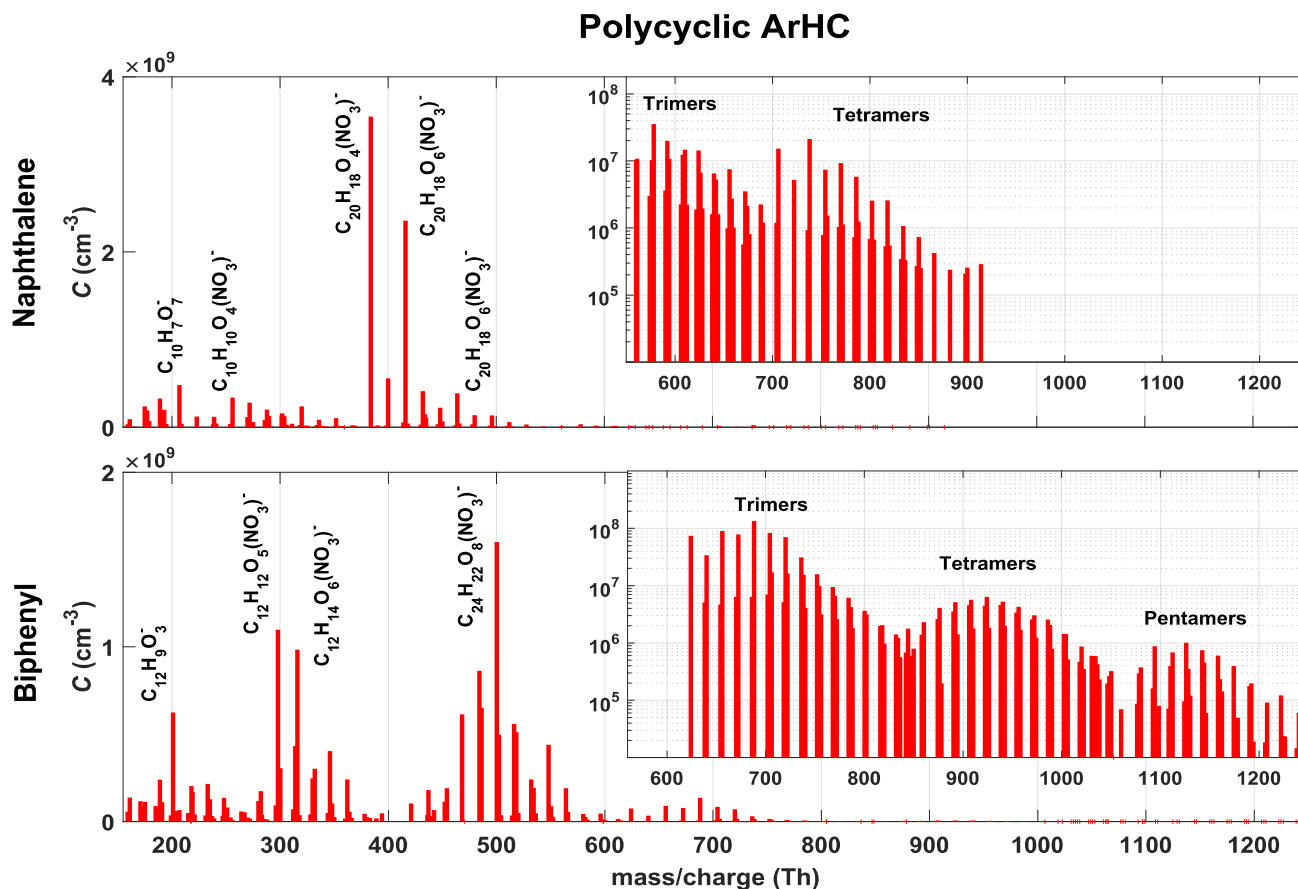 Polycyclic ArHC
×10⁹
4
2
0
Naphthalene
C (cm⁻³)
C₁₀H₇O₇⁻
C₁₀H₁₀O₄(NO₃)⁻
C₂₀H₁₈O₄(NO₃)⁻
C₂₀H₁₈O₆(NO₃)⁻
C₂₀H₁₈O₆(NO₃)⁻
10⁸
10⁷
10⁶
10⁵
Trimers
Tetramers
600 700 800 900 1000 1100 1200
×10⁹
2
1
0
Biphenyl
C (cm⁻³)
C₁₂H₉O₃⁻
C₁₂H₁₂O₅(NO₃)⁻
C₁₂H₁₄O₆(NO₃)⁻
C₂₄H₂₂O₈(NO₃)⁻
10⁸
10⁷
10⁶
10⁵
Trimers
Tetramers
Pentamers
600 700 800 900 1000 1100 1200
200 300 400 500 600 700 800 900 1000 1100 1200
mass/charge (Th)